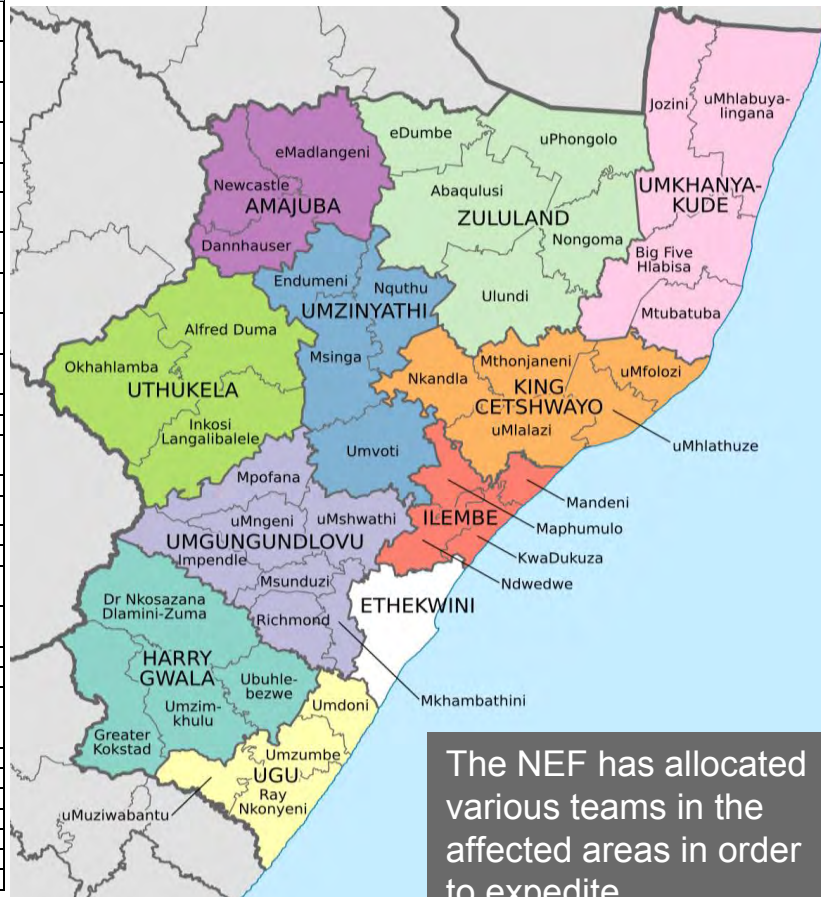 Jozini
uMhlabuya-
lingana
eDumbe
uPhongolo
eMadlangeni
Newcastle
AMAJUBA
Abaqulusi
ZULULAND
UMKHANYA-
KUDE
Dannhauser
Nongoma
Big Five
Hlabisa
Endumeni
Nquthu
UMZINYATHI
Ulundi
Mtubatuba
Alfred Duma
Msinga
Okhahlamba
UTHUKELA
Mthonjaneni
uMfolozi
Nkandla
KING
CETSHWAYO
Inkosi
Langalibalele
uMlalazi
uMhlathuze
Umvoti
Mpofana
Mandeni
uMngeni
uMshwathi
ILEMBE
Maphumulo
UMGUNGUNDLOVU
Impendle
KwaDukuza
Msunduzi
Ndwedwe
Dr Nkosazana
Dlamini-Zuma
ETHEKWINI
Richmond
HARRY
GWALA
Ubuhle-
bezwe
Mkhambathini
Umzim-
khulu
Umdoni
Greater
Kokstad
Umzumbe
UGU
Ray
Nkonyeni
uMuziwabantu
The NEF has allocated
various teams in the
affected areas in order
to expedite